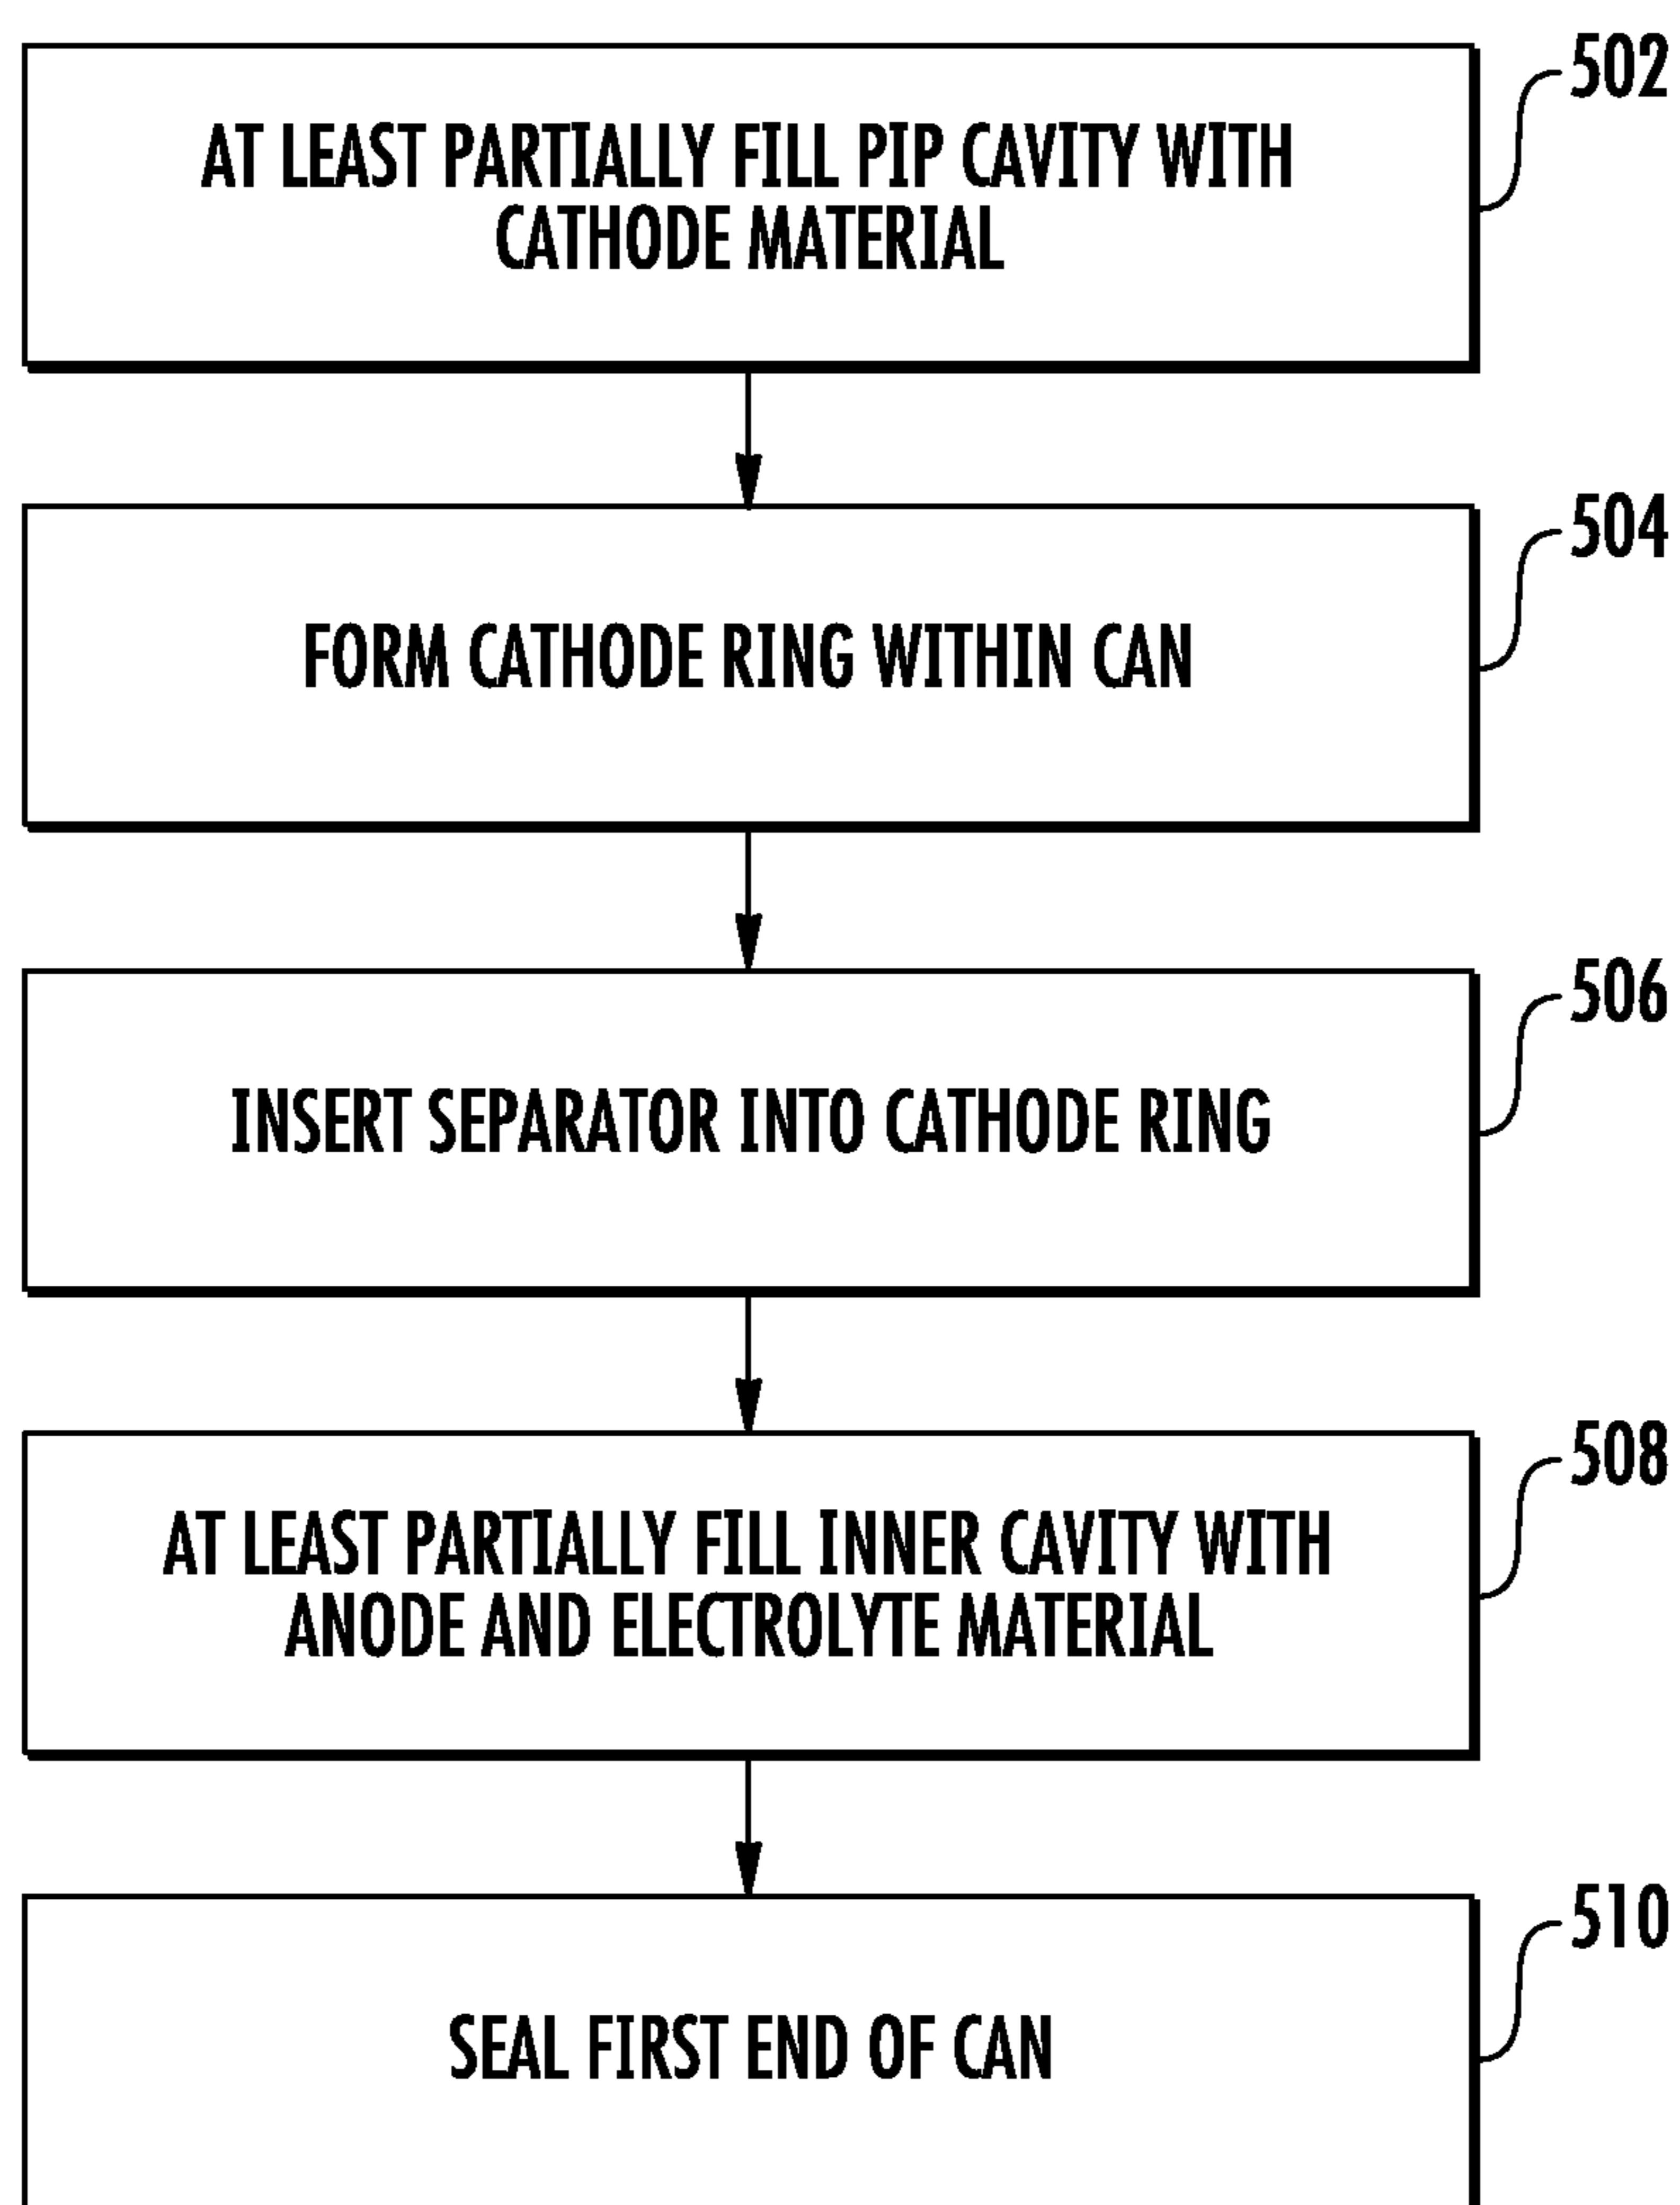 502
AT LEAST PARTIALLY FILL PIP CAVITY WITH
CATHODE MATERIAL
504
FORM CATHODE RING WITHIN CAN
506
INSERT SEPARATOR INTO CATHODE RING
508
AT LEAST PARTIALLY FILL INNER CAVITY WITH
ANODE AND ELECTROLYTE MATERIAL
510
SEAL FIRST END OF CAN